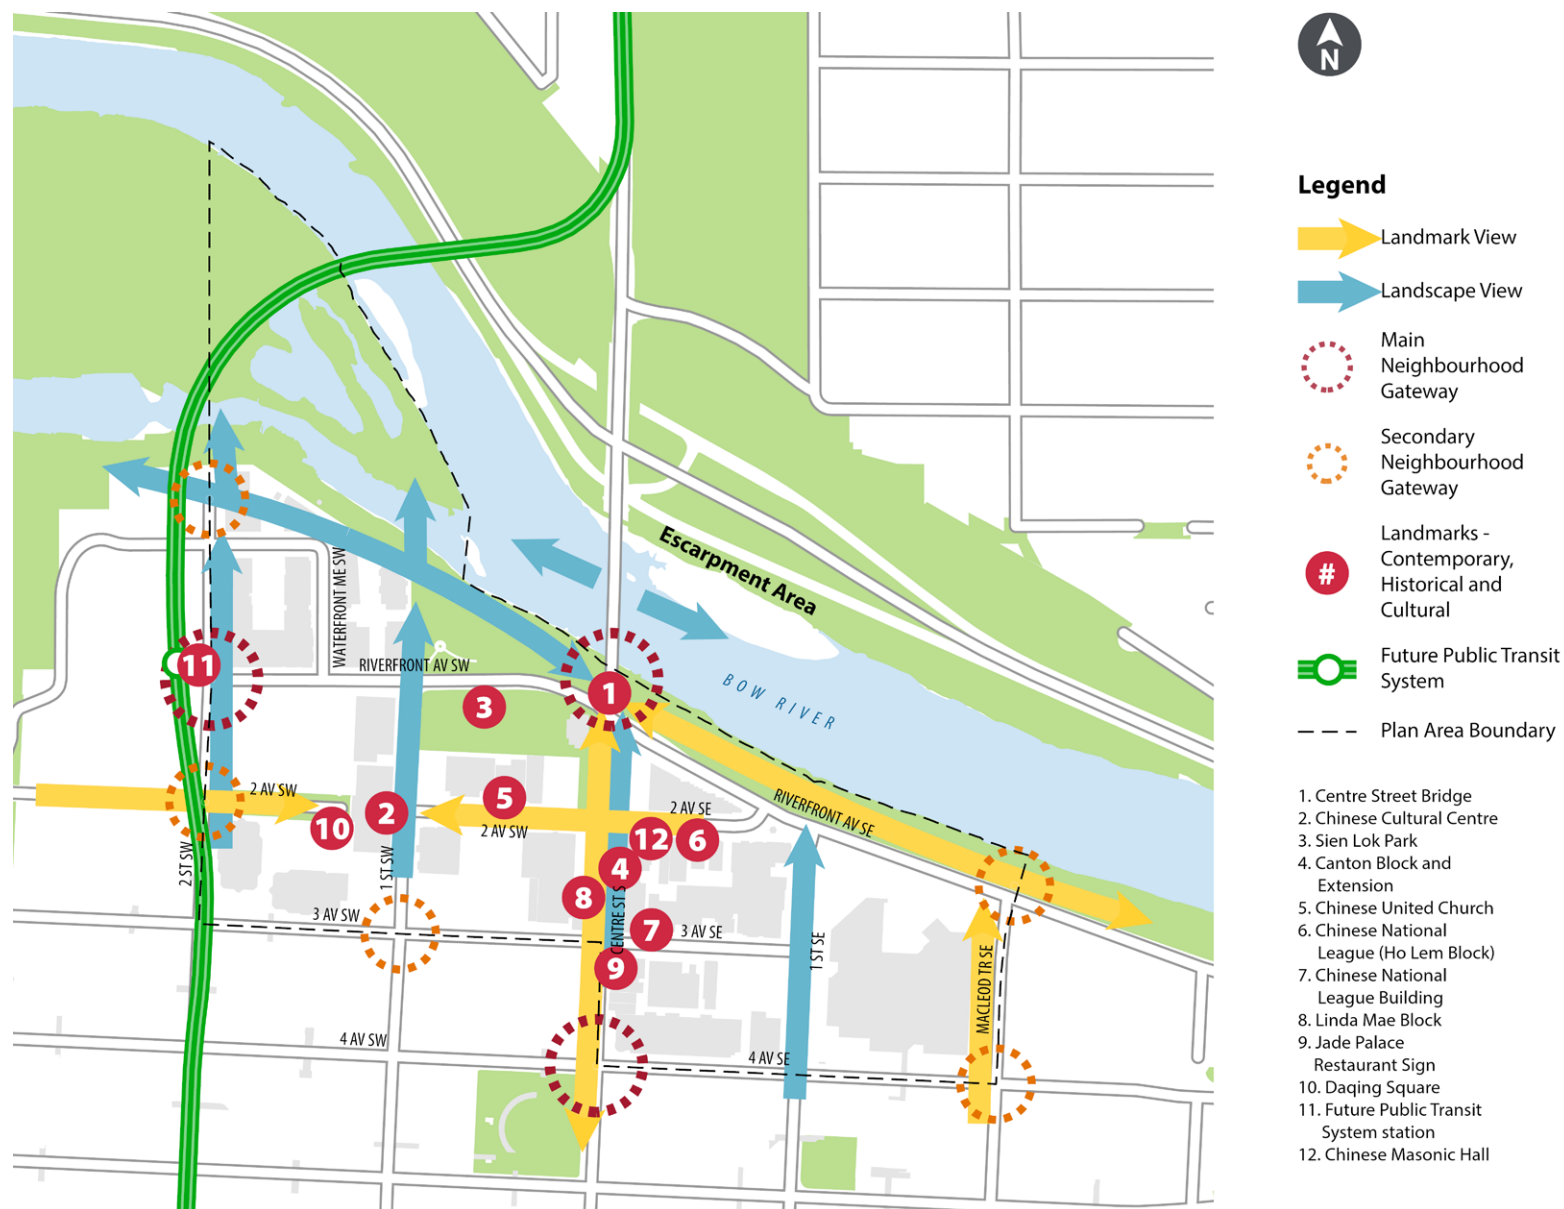 N
Legend
Landmark View
Landscape View
Main
Neighbourhood
Gateway
Secondary
Neighbourhood
Gateway
#
Landmarks -
Contemporary,
Historical and
Cultural
Future Public Transit
System
Plan Area Boundary
1. Centre Street Bridge
2. Chinese Cultural Centre
3. Sien Lok Park
4. Canton Block and
Extension
5. Chinese United Church
6. Chinese National
League (Ho Lem Block)
7. Chinese National
League Building
8. Linda Mae Block
9. Jade Palace
Restaurant Sign
10. Daqing Square
11. Future Public Transit
System station
12. Chinese Masonic Hall
Escarpment Area
BOW RIVER
WATERFRONT ME SW
RIVERFRONT AV SW
11
1
3
2 AV SW
5
2
10
2 AV SW
2 AV SE
RIVERFRONT AV SE
12
6
4
8
2 ST SW
1 ST SW
3 AV SW
CENTRE ST S
7
3 AV SE
9
1 ST SE
MACLEOD TR SE
4 AV SW
4 AV SE